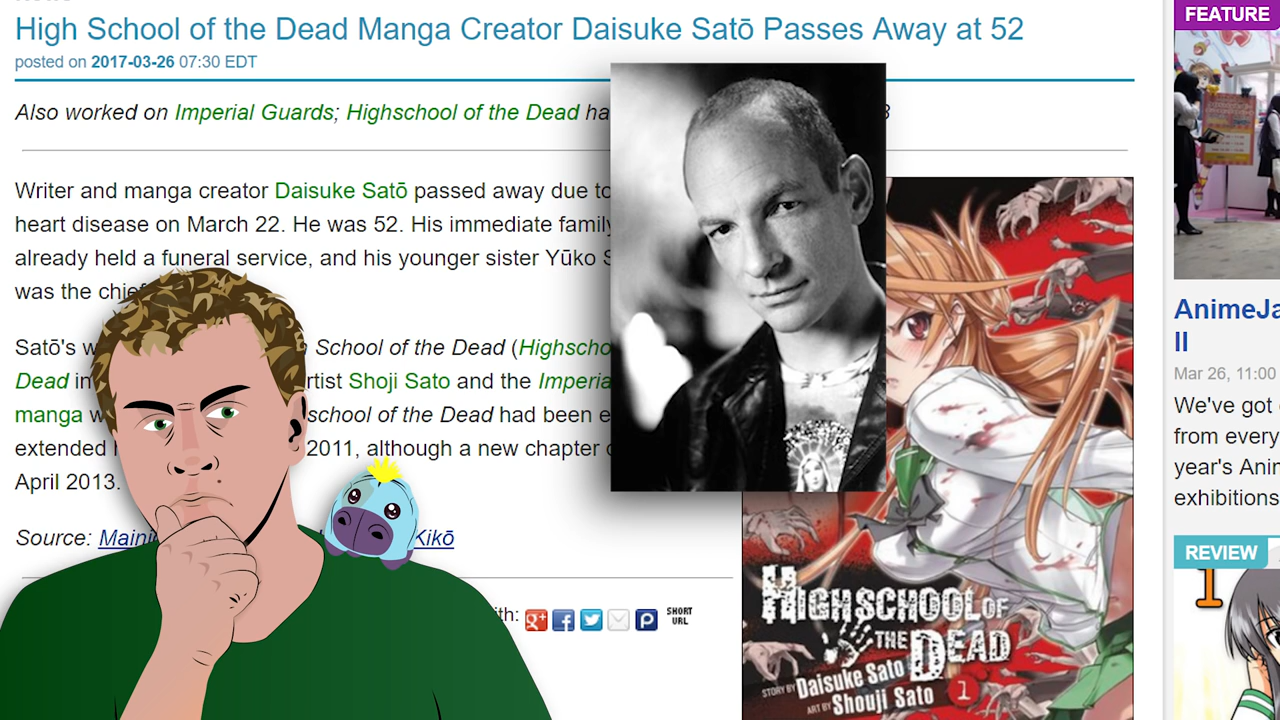 High School of the Dead Manga Creator Daisuke Satō Passes Away at 52
posted on 2017-03-26 07:30 EDT
Also worked on Imperial Guards; Highschool of the Dead ha
Writer and manga creator Daisuke Satō passed away due to
heart disease on March 22. He was 52. His immediate family
already held a funeral service, and his younger sister Yūko S
was the chief
Satō's w School of the Dead (Highscho
Dead in rtist Shoji Sato and the Imperia
manga w school of the Dead had been e
extended 2011, although a new chapter
April 2013.
Source: Maini Kikō
th:
SHORT
URL
HIGHSCHOOL OF
THE DEAD
STORY BY Daisuke Sato
ART BY Shouji Sato
1
FEATURE
AnimeJa
II
Mar 26, 11:00
We've got
from every
year's Anin
exhibitions
REVIEW
1